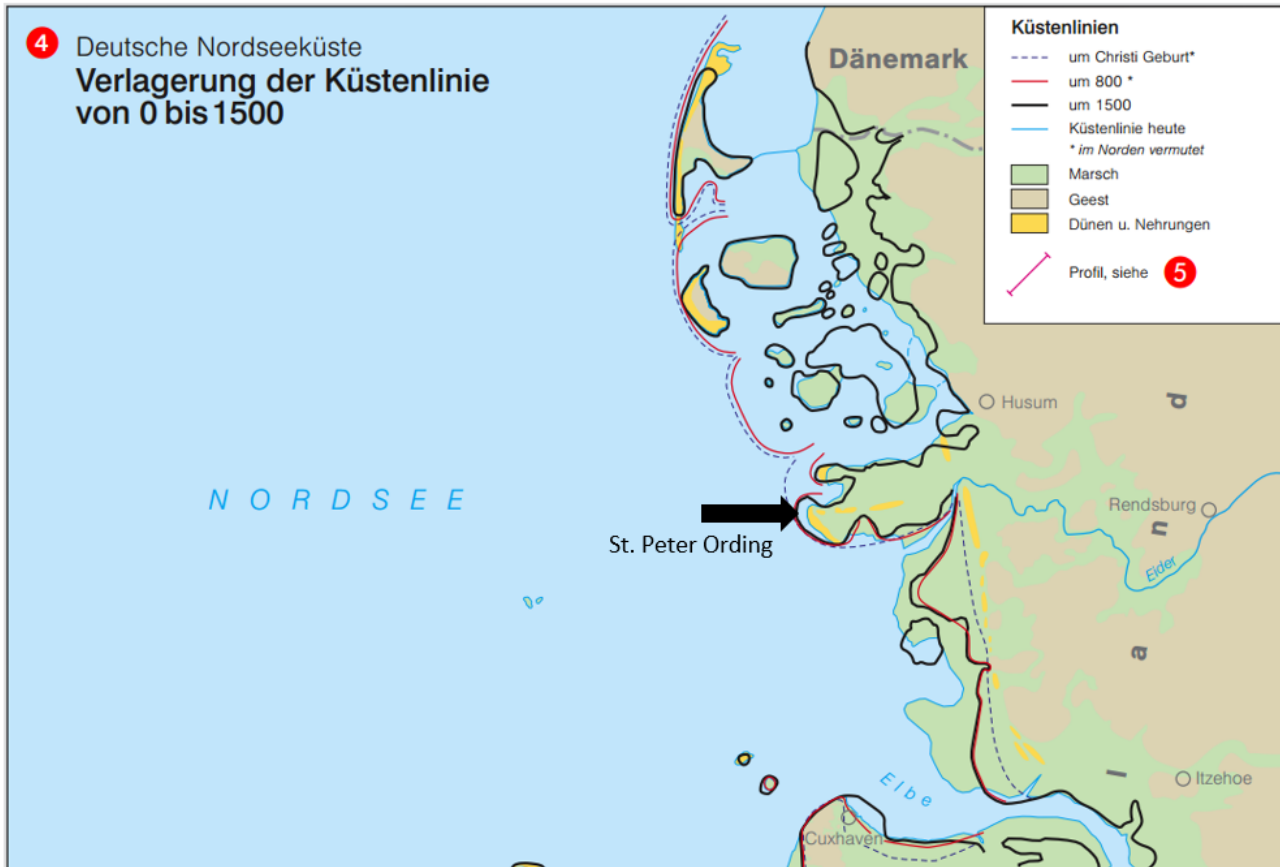 4 Deutsche Nordseeküste
Verlagerung der Küstenlinie
von 0 bis 1500
Dänemark
Küstenlinien
um Christi Geburt*
um 800 *
um 1500
Küstenlinie heute
* im Norden vermutet
Marsch
Geest
Dünen u. Nehrungen
Profil, siehe 5
Husum
d
NORDSEE
Rendsburg
n
St. Peter Ording
Eider
a
l
Itzehoe
Elbe
Cuxhaven